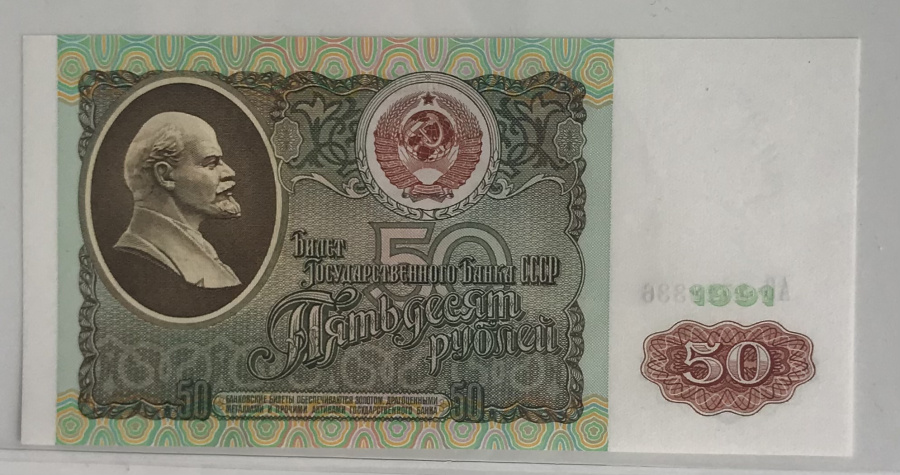 50
Билет
Государственного Банка СССР
Пятьдесят
рублей
1991
50
50
БАНКОВСКИЕ БИЛЕТЫ ОБЕСПЕЧИВАЮТСЯ ЗОЛОТОМ, ДРАГОЦЕННЫМИ
МЕТАЛЛАМИ И ПРОЧИМИ АКТИВАМИ ГОСУДАРСТВЕННОГО БАНКА
50